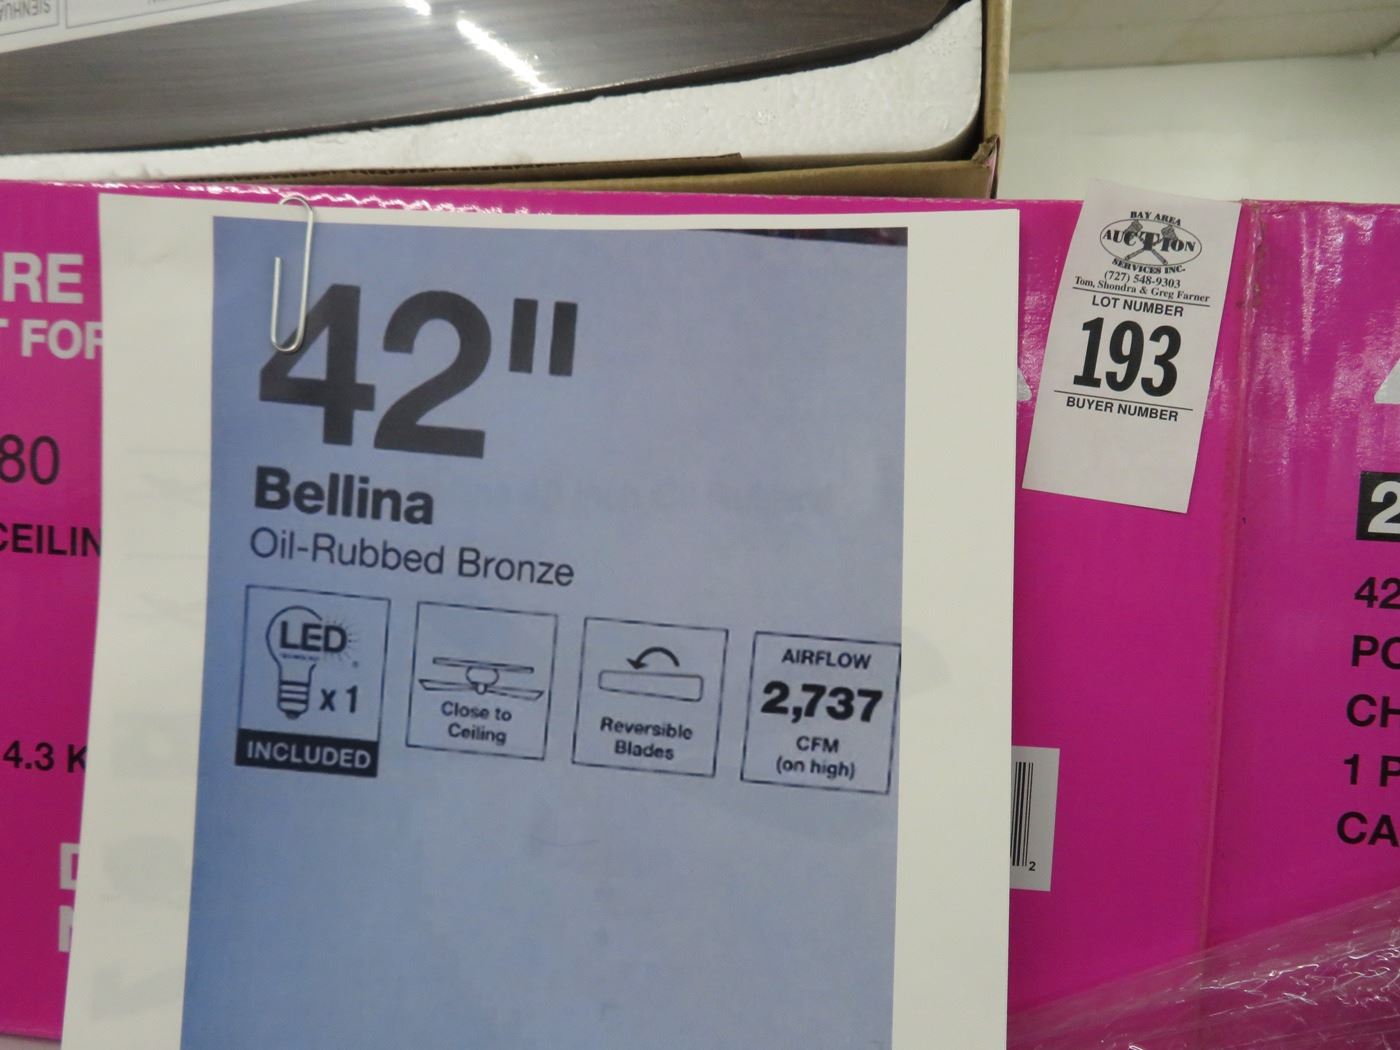 RE
FOR
80
CEILIN
4.3 K
42"
Bellina
Oil-Rubbed Bronze
LED
x 1
INCLUDED
Close to
Ceiling
Reversible
Blades
AIRFLOW
2,737
CFM
(on high)
BAY AREA
AUCTION
SERVICES INC.
(727) 548-9303
Tom, Shondra & Greg Farner
LOT NUMBER
193
BUYER NUMBER
2
2
42
PO
CH
1 P
CA